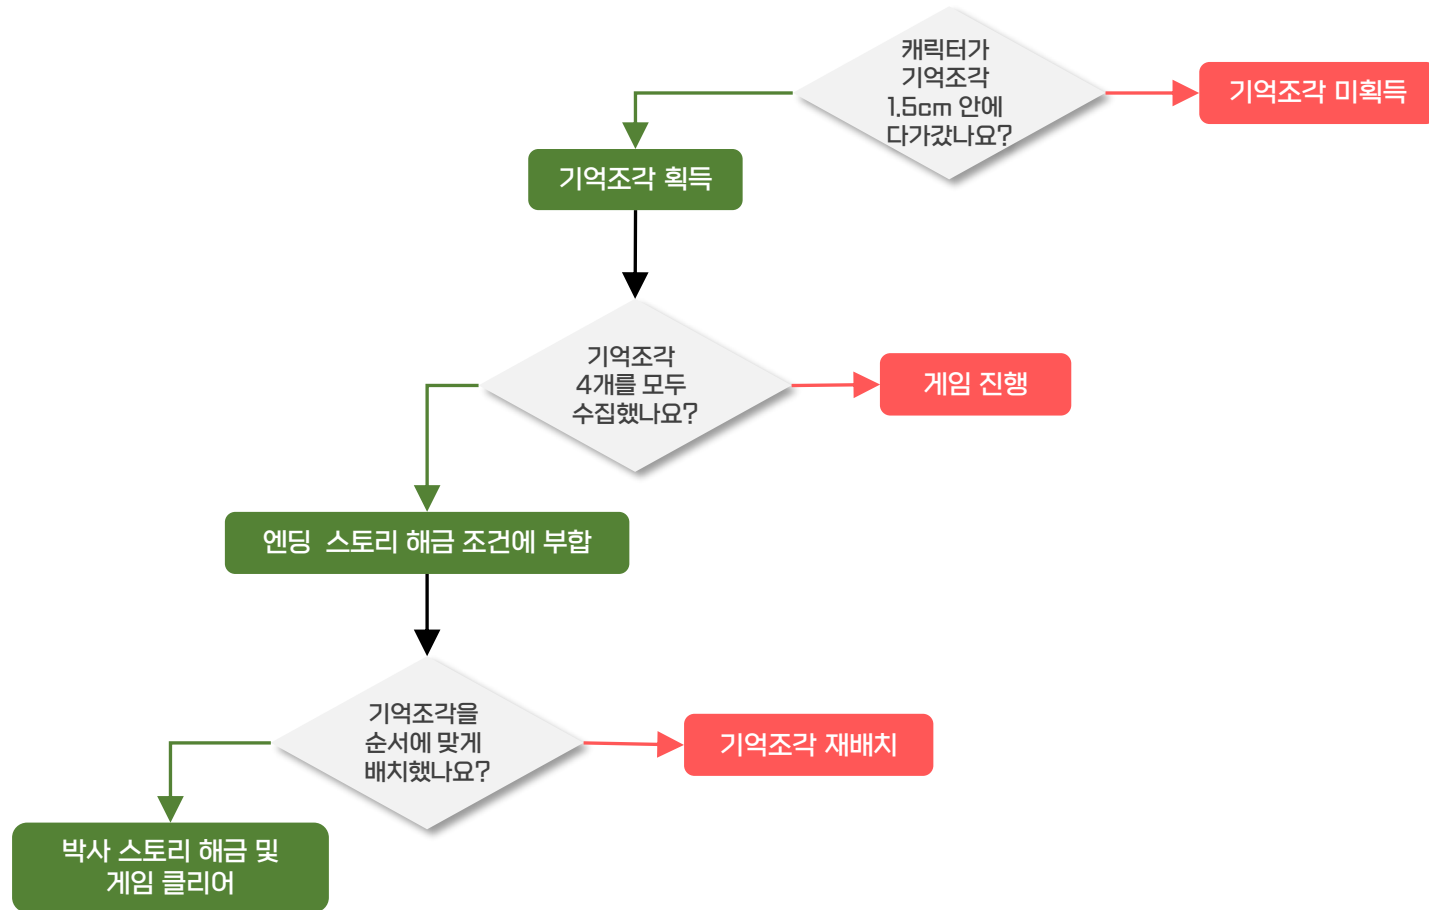 캐릭터가
기억조각
1.5cm 안에
다가갔나요?
기억조각 미획득
기억조각 획득
기억조각
4개를 모두
수집했나요?
게임 진행
엔딩 스토리 해금 조건에 부합
기억조각을
순서에 맞게
배치했나요?
기억조각 재배치
박사 스토리 해금 및
게임 클리어